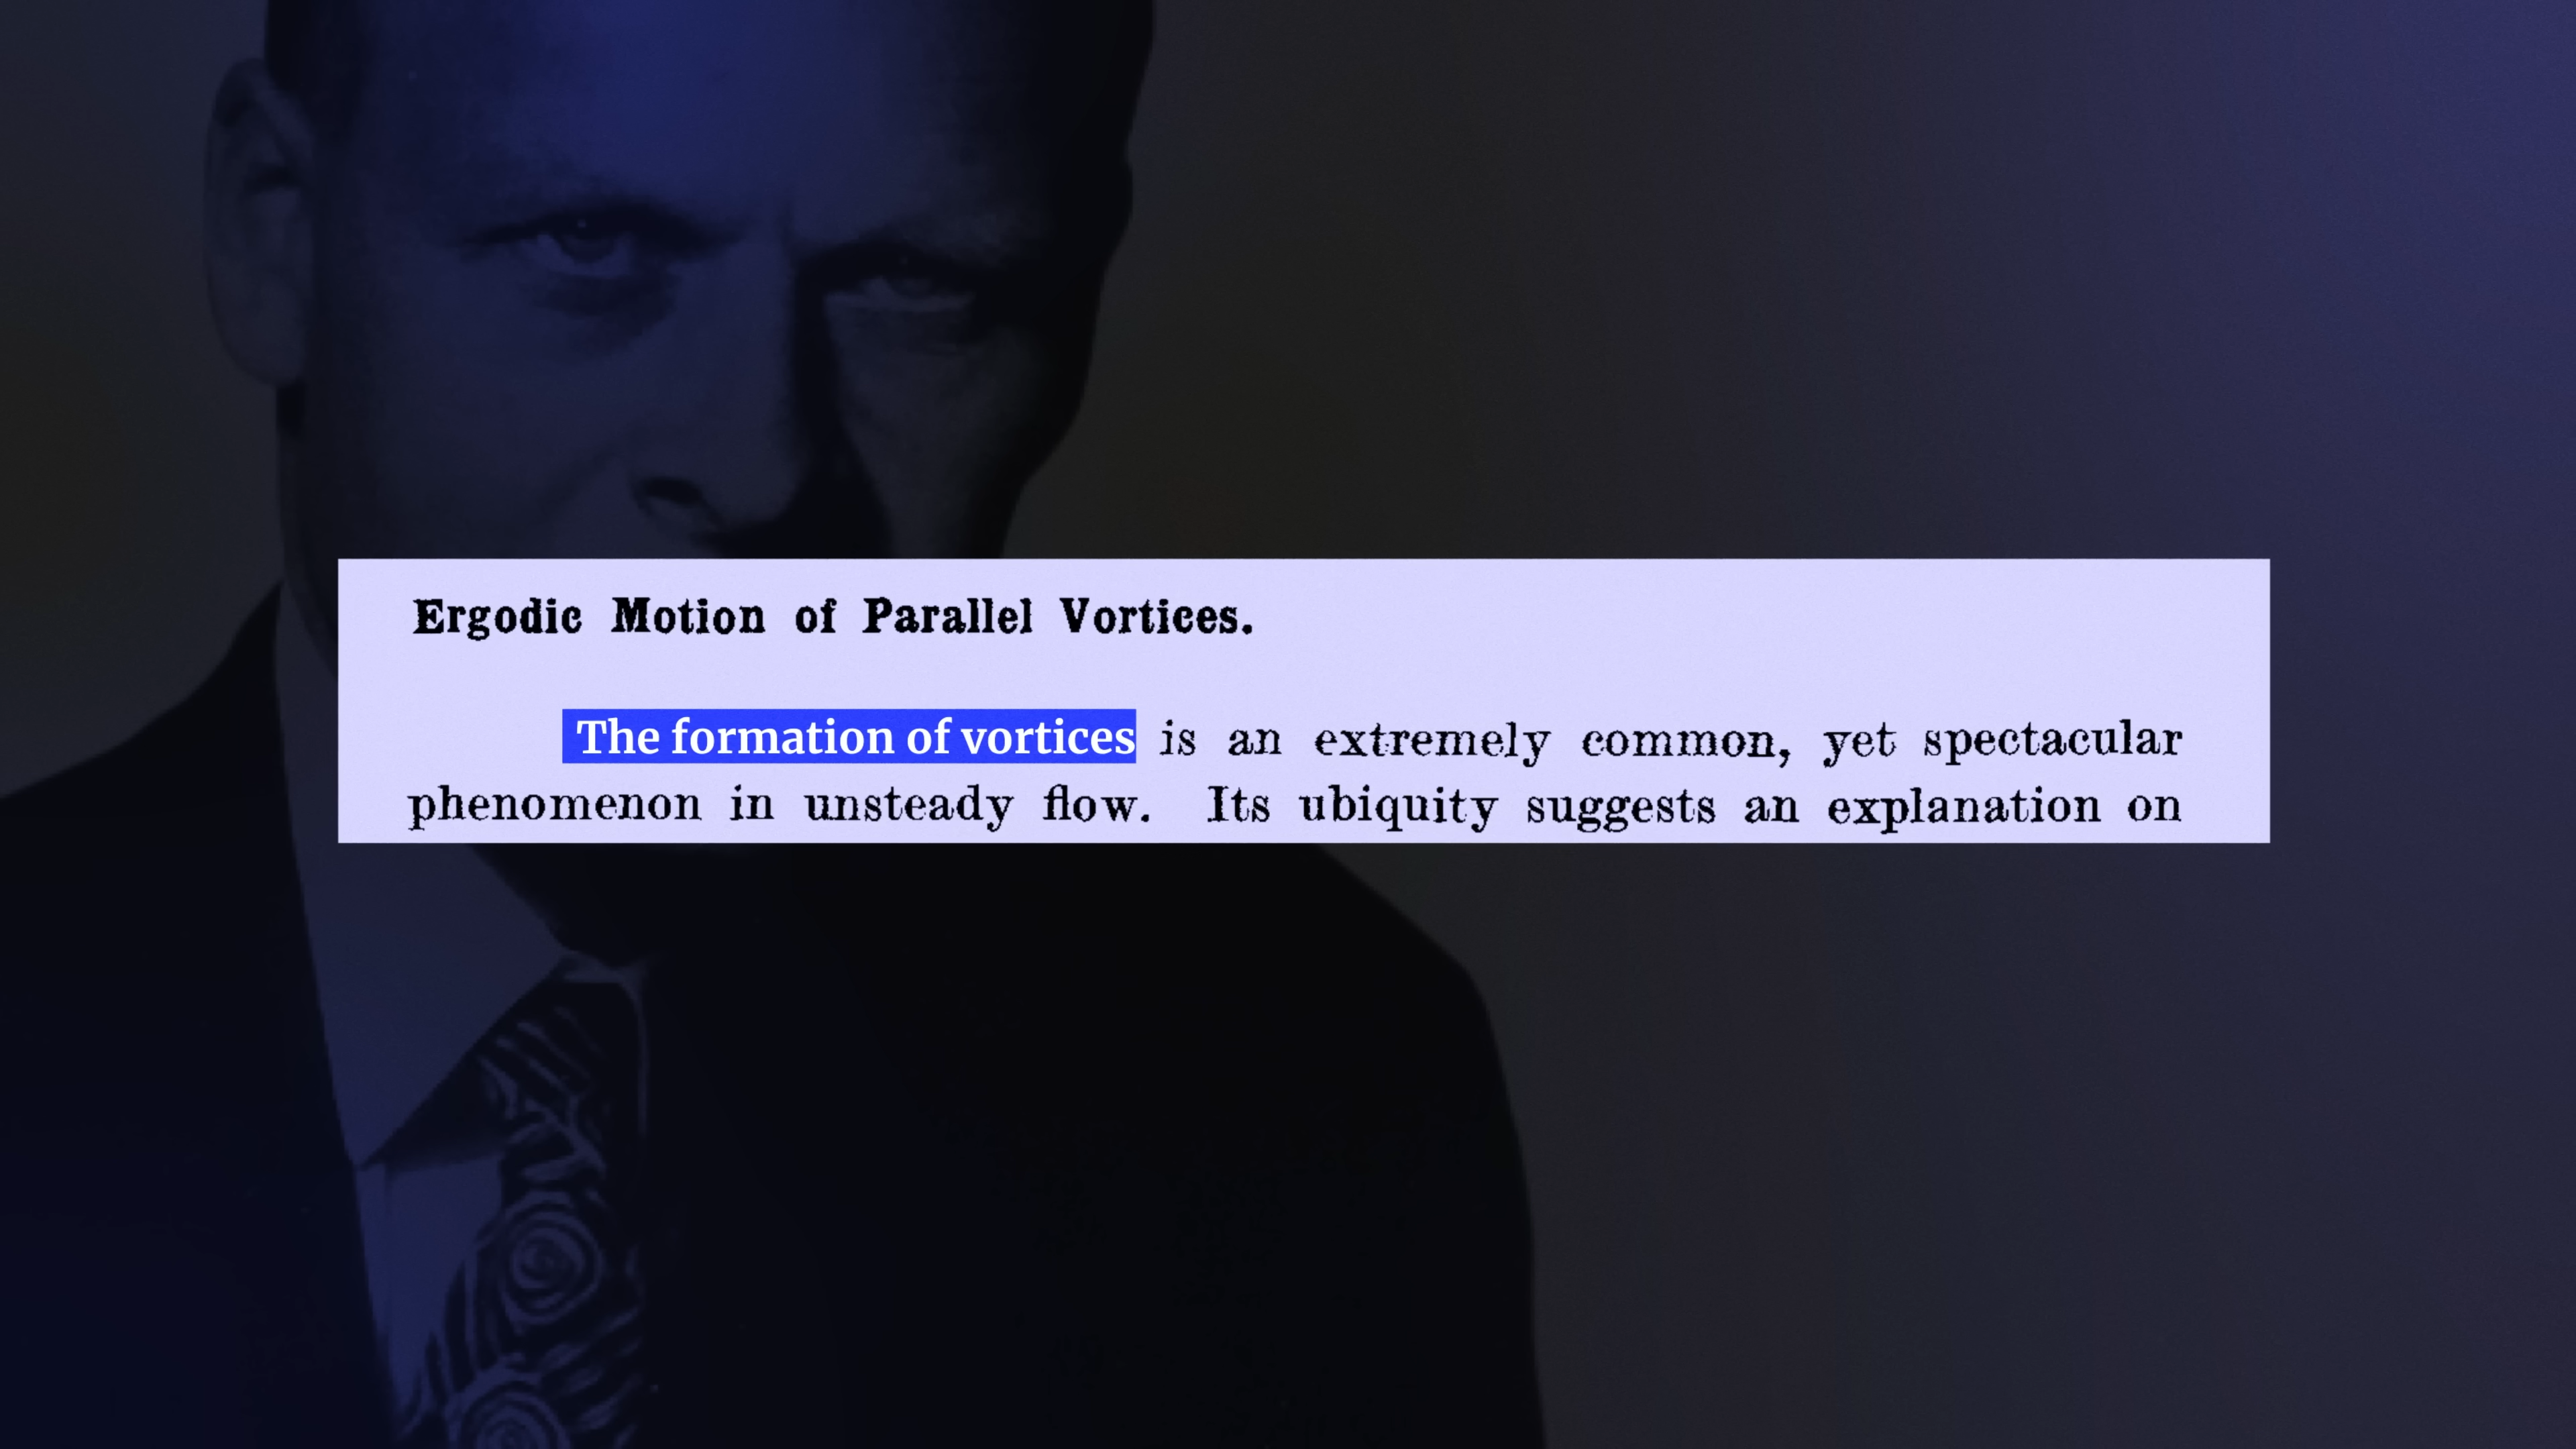 Ergodic Motion of Parallel Vortices.
The formation of vortices is an extremely common, yet spectacular
phenomenon in unsteady flow. Its ubiquity suggests an explanation on